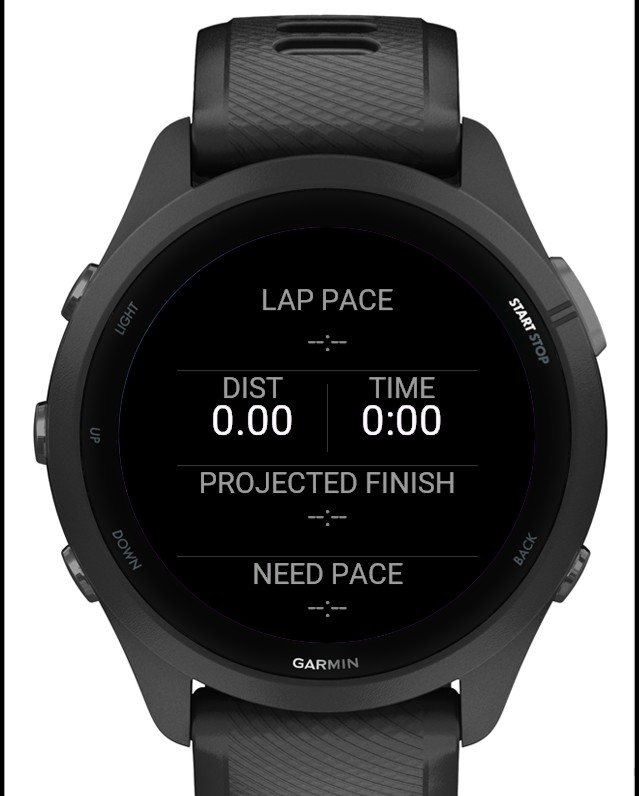 LAP PACE
--:--
DIST TIME
0.00 0:00
PROJECTED FINISH
--:--
NEED PACE
--:--
LIGHT
UP
DOWN
START STOP
BACK
GARMIN